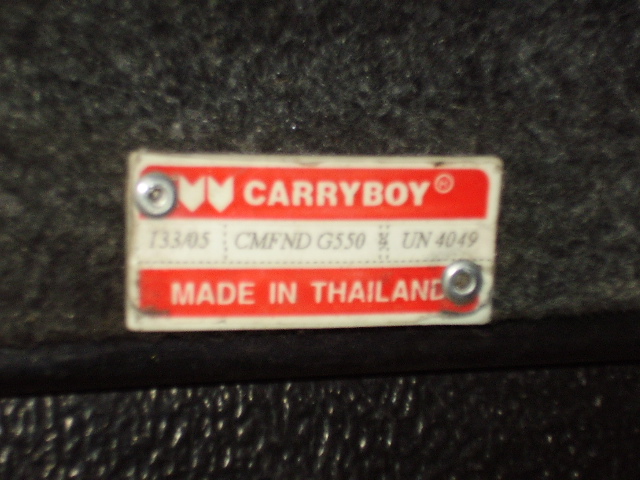 CARRYBOY®
133/05 CMFND G550 UN 4049
MADE IN THAILAND